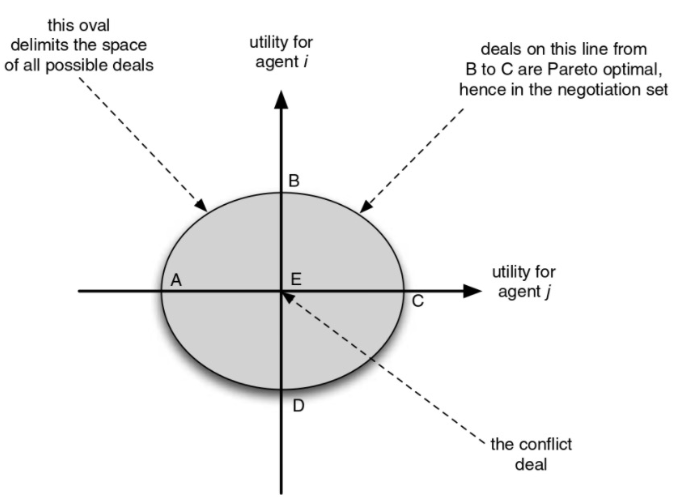 this oval
delimits the space
of all possible deals
utility for
agent i
deals on this line from
B to C are Pareto optimal,
hence in the negotiation set
B
A
E
C
utility for
agent j
D
the conflict
deal